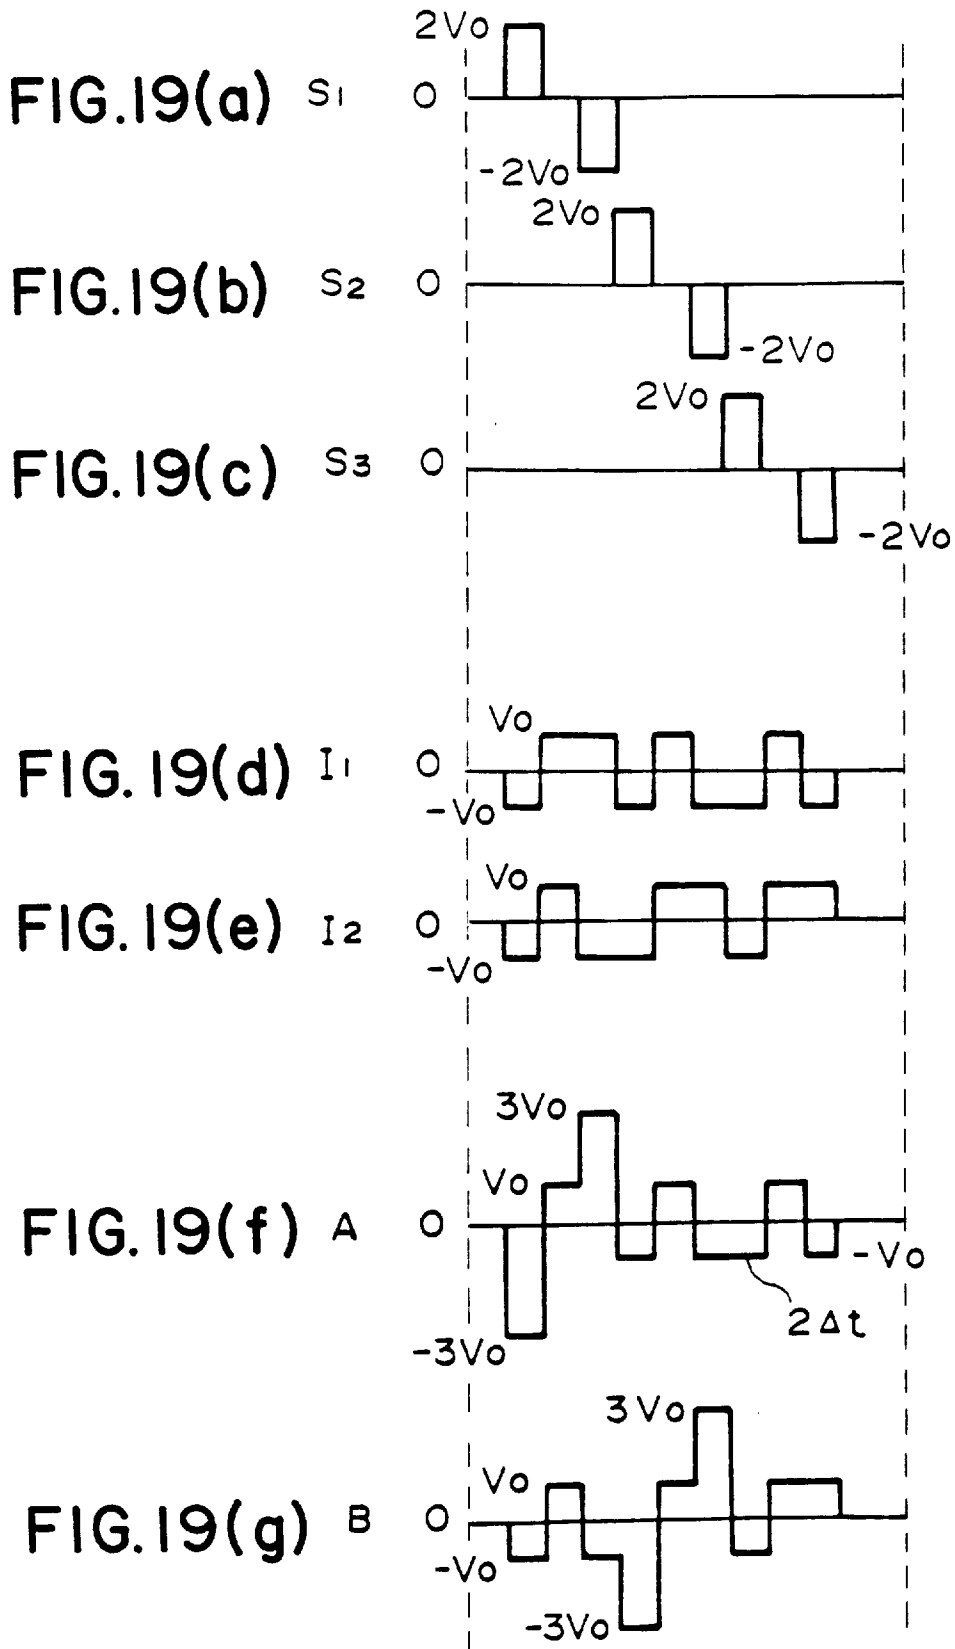 2Vo
FIG.19(a) S1 0
-2Vo
2Vo
FIG.19(b) S2 0
-2Vo
2Vo
FIG.19(c) S3 0
-2Vo
Vo
FIG.19(d) I1 0
-Vo
Vo
FIG.19(e) I2 0
-Vo
3Vo
Vo
FIG.19(f) A 0
-Vo
2Δt
-3Vo
3Vo
Vo
FIG.19(g) B 0
-Vo
-3Vo